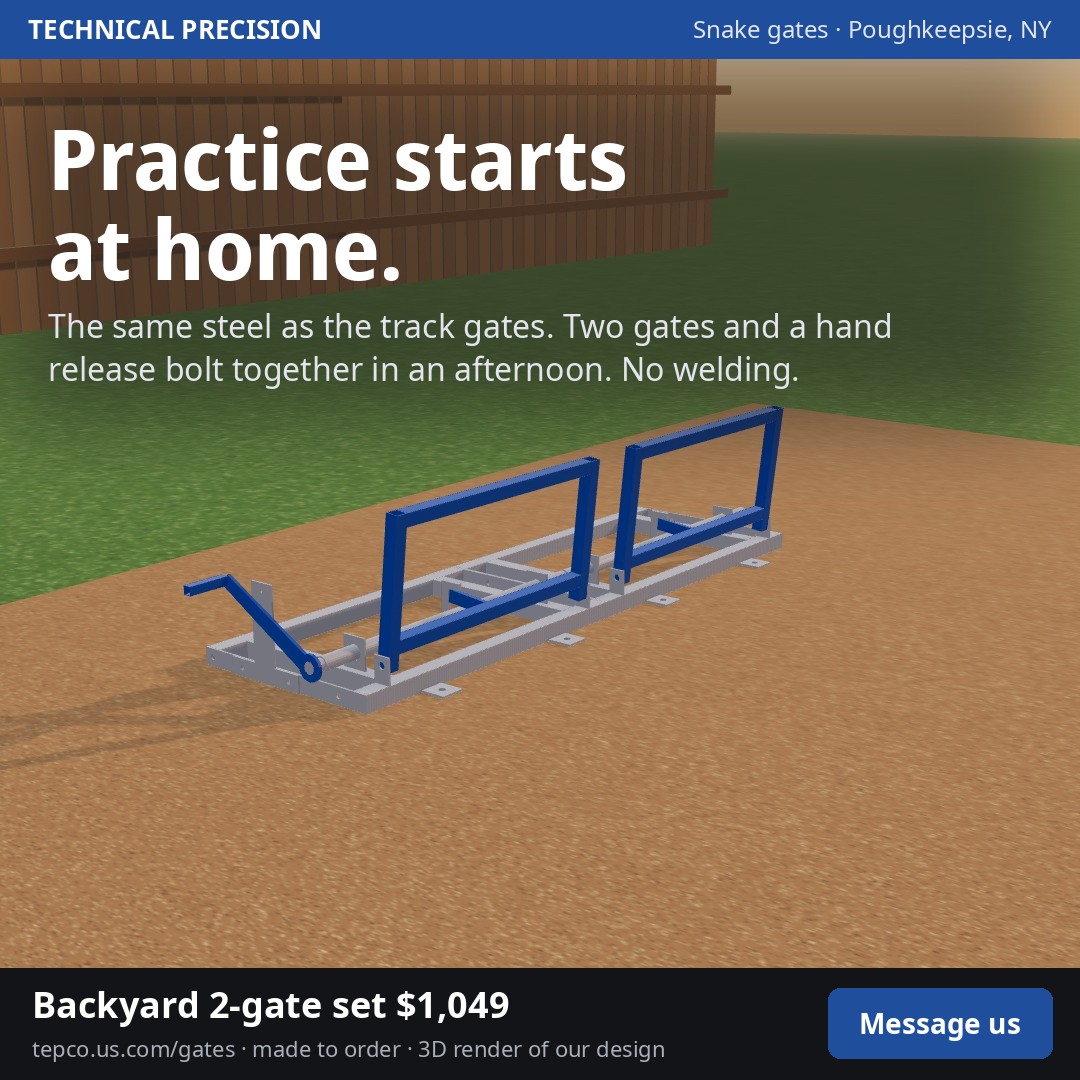 TECHNICAL PRECISION
Snake gates · Poughkeepsie, NY
Practice starts
at home.
The same steel as the track gates. Two gates and a hand
release bolt together in an afternoon. No welding.
Backyard 2-gate set $1,049
tepco.us.com/gates · made to order · 3D render of our design
Message us